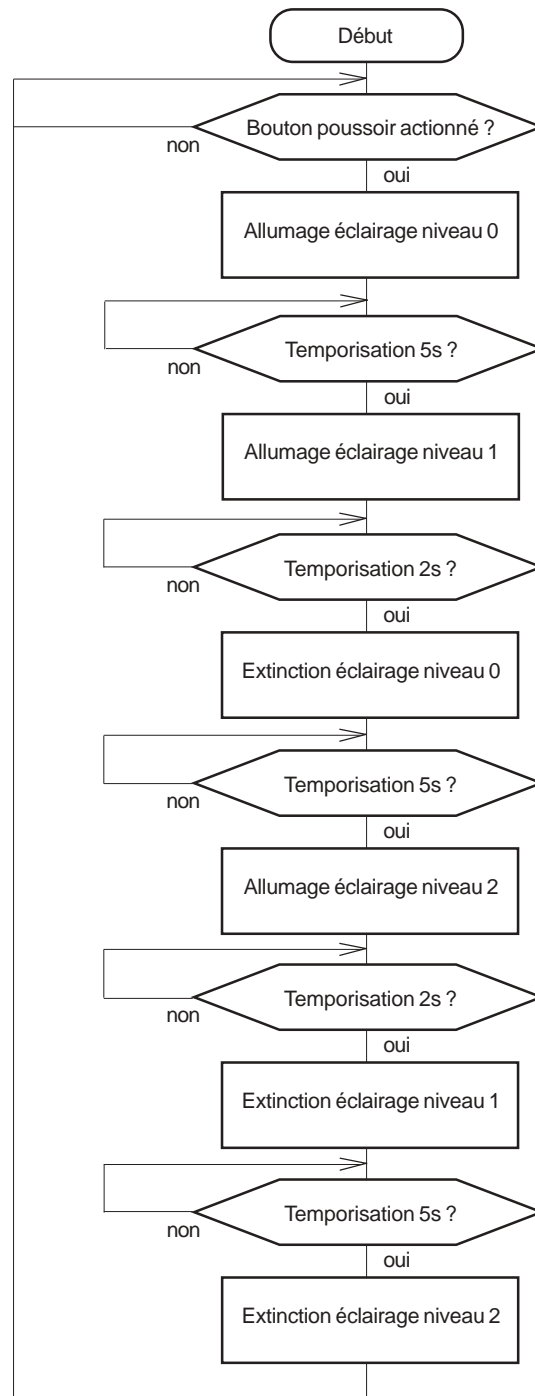 Début
Bouton poussoir actionné ?
non
oui
Allumage éclairage niveau 0
Temporisation 5s ?
non
oui
Allumage éclairage niveau 1
Temporisation 2s ?
non
oui
Extinction éclairage niveau 0
Temporisation 5s ?
non
oui
Allumage éclairage niveau 2
Temporisation 2s ?
non
oui
Extinction éclairage niveau 1
Temporisation 5s ?
non
oui
Extinction éclairage niveau 2